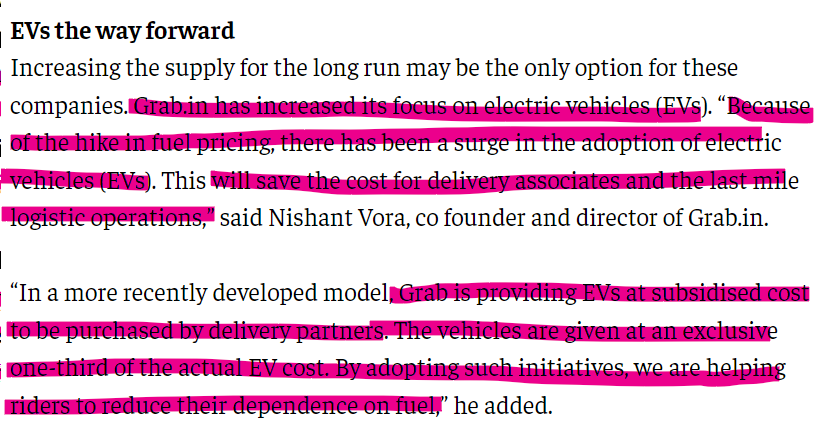 EVs the way forward
Increasing the supply for the long run may be the only option for these
companies. Grab.in has increased its focus on electric vehicles (EVs). “Because
of the hike in fuel pricing, there has been a surge in the adoption of electric
vehicles (EVs). This will save the cost for delivery associates and the last mile
logistic operations,” said Nishant Vora, co founder and director of Grab.in.
“In a more recently developed model, Grab is providing EVs at subsidised cost
to be purchased by delivery partners. The vehicles are given at an exclusive
one-third of the actual EV cost. By adopting such initiatives, we are helping
riders to reduce their dependence on fuel,” he added.